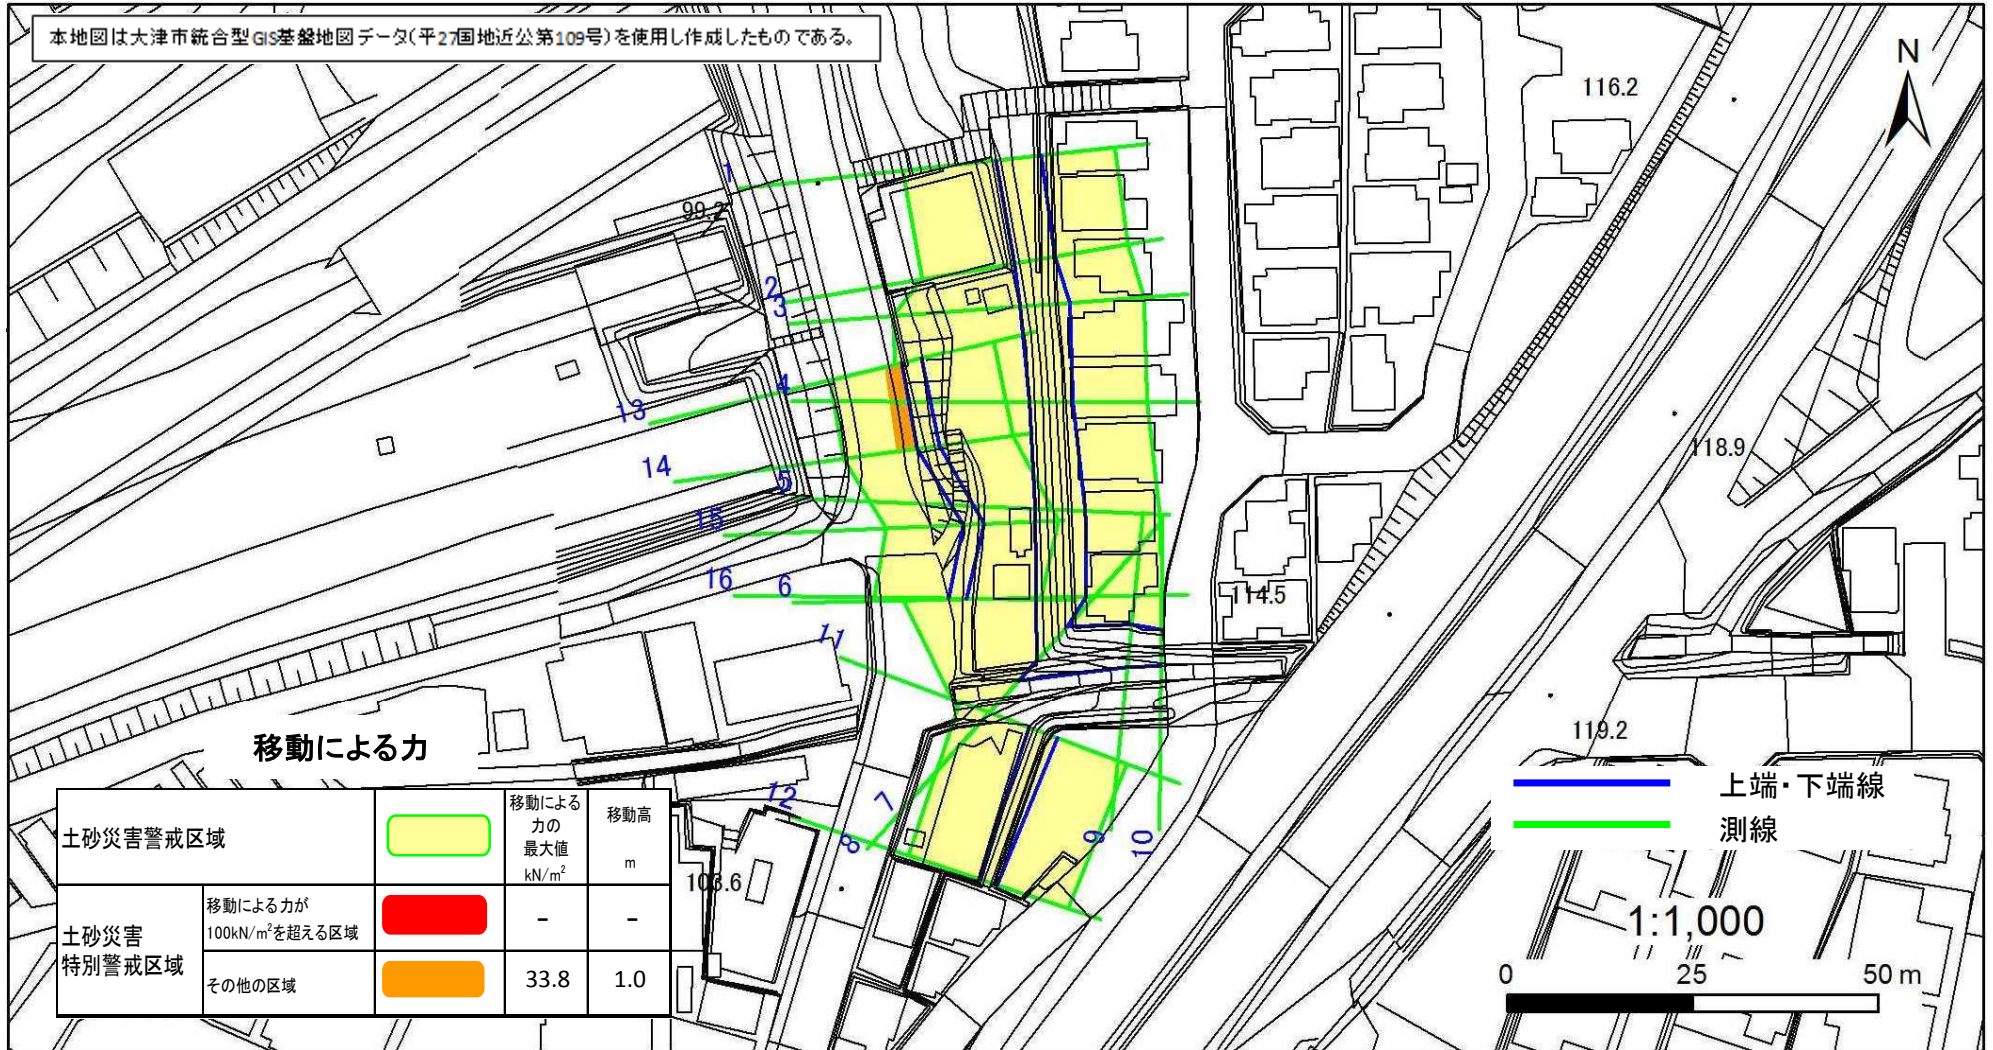 本地図は大津市統合型GIS基盤地図データ(平27国地近公第109号)を使用し作成したものである。
N
116.2
1
99.2
2
3
4
13
118.9
14
5
15
16
6
114.5
11
119.2
移動による力
上端・下端線
測線
12
7
8
9
10
103.6
土砂災害警戒区域
移動による
力の
最大値
kN/m²
移動高
m
土砂災害
特別警戒区域
移動による力が
100kN/m²を超える区域
-
-
その他の区域
33.8
1.0
1:1,000
0
25
50 m